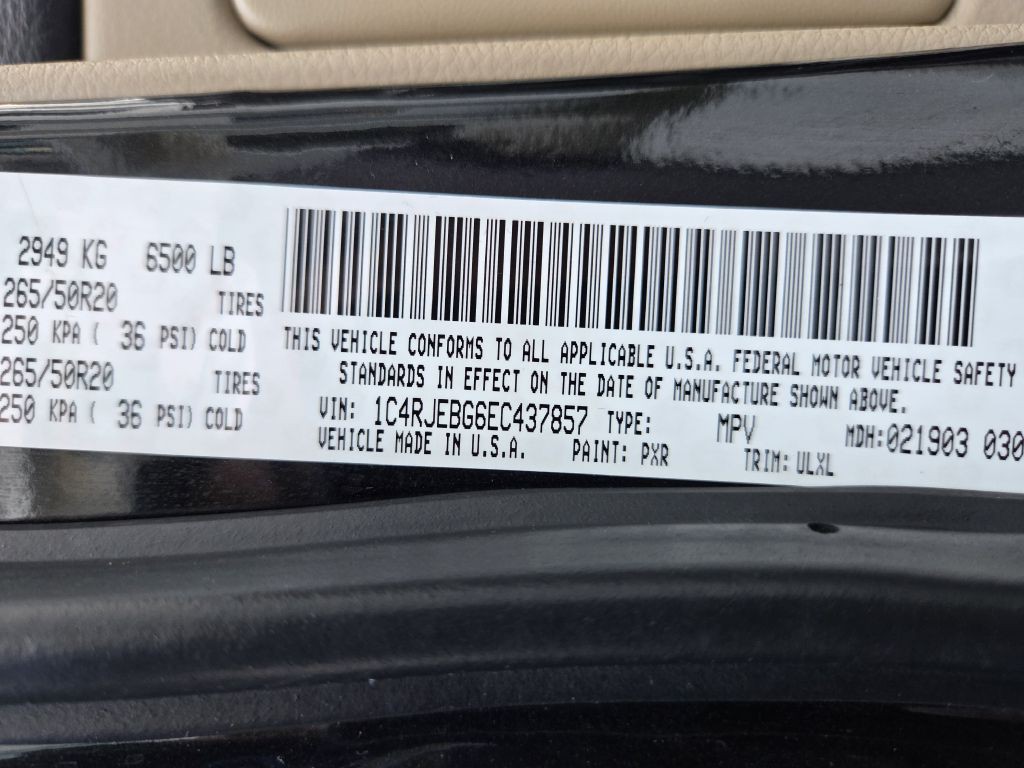 2949 KG 6500 LB
265/50R20 TIRES
250 KPA ( 36 PSI) COLD
265/50R20 TIRES
250 KPA ( 36 PSI) COLD
THIS VEHICLE CONFORMS TO ALL APPLICABLE U.S.A. FEDERAL MOTOR VEHICLE SAFETY
STANDARDS IN EFFECT ON THE DATE OF MANUFACTURE SHOWN ABOVE.
VIN: 1C4RJEBG6EC437857 TYPE: MPV MDH:021903 030
VEHICLE MADE IN U.S.A. PAINT: PXR TRIM: ULXL